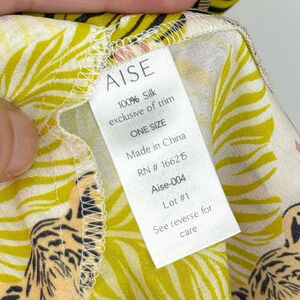 AISE
100% Silk
exclusive of trim
ONE SIZE
Made in China
RN # 166215
Aise-004
Lot #1
See reverse for
care